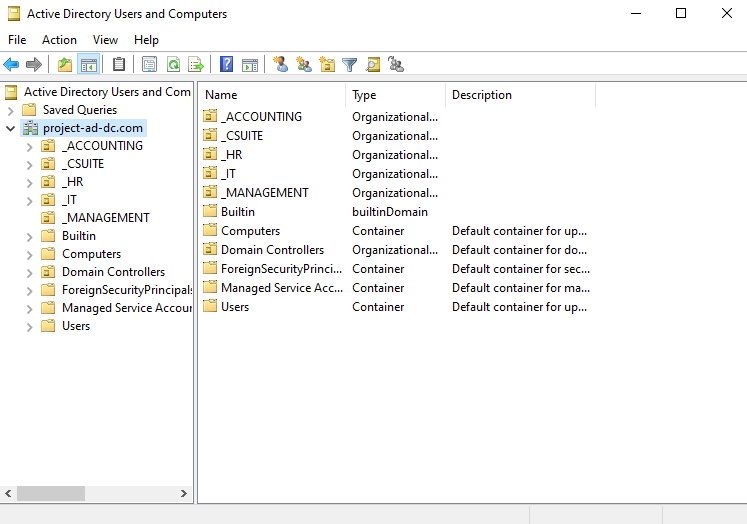 Active Directory Users and Computers
File Action View Help
Active Directory Users and Com
Saved Queries
project-ad-dc.com
_ACCOUNTING
_CSUITE
_HR
_IT
_MANAGEMENT
Builtin
Computers
Domain Controllers
ForeignSecurityPrincipals
Managed Service Accour
Users
Name Type Description
_ACCOUNTING Organizational...
_CSUITE Organizational...
_HR Organizational...
_IT Organizational...
_MANAGEMENT Organizational...
Builtin builtinDomain
Computers Container Default container for up...
Domain Controllers Organizational... Default container for do...
ForeignSecurityPrinci... Container Default container for sec...
Managed Service Acc... Container Default container for ma...
Users Container Default container for up...